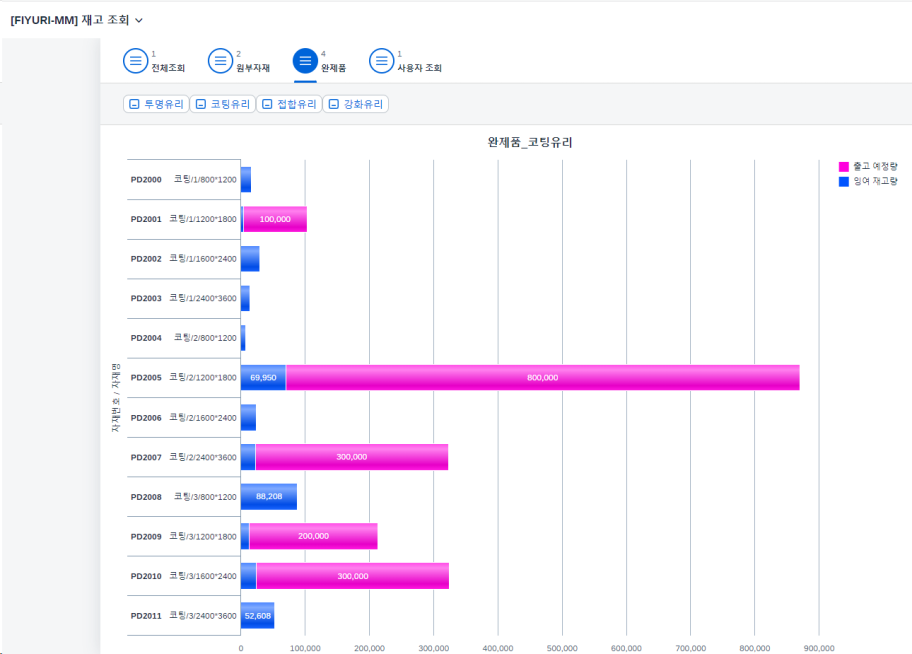 [FIYURI-MM] 재고 조회
1
전체조회
2
원부자재
4
완제품
1
사용자 조회
투명유리
코팅유리
접합유리
강화유리
완제품_코팅유리
출고 예정량
잉여 재고량
자재번호 / 자재명
PD2000 코팅/1/800*1200
PD2001 코팅/1/1200*1800 100,000
PD2002 코팅/1/1600*2400
PD2003 코팅/1/2400*3600
PD2004 코팅/2/800*1200
PD2005 코팅/2/1200*1800 69,950 800,000
PD2006 코팅/2/1600*2400
PD2007 코팅/2/2400*3600 300,000
PD2008 코팅/3/800*1200 88,208
PD2009 코팅/3/1200*1800 200,000
PD2010 코팅/3/1600*2400 300,000
PD2011 코팅/3/2400*3600 52,608
0 100,000 200,000 300,000 400,000 500,000 600,000 700,000 800,000 900,000